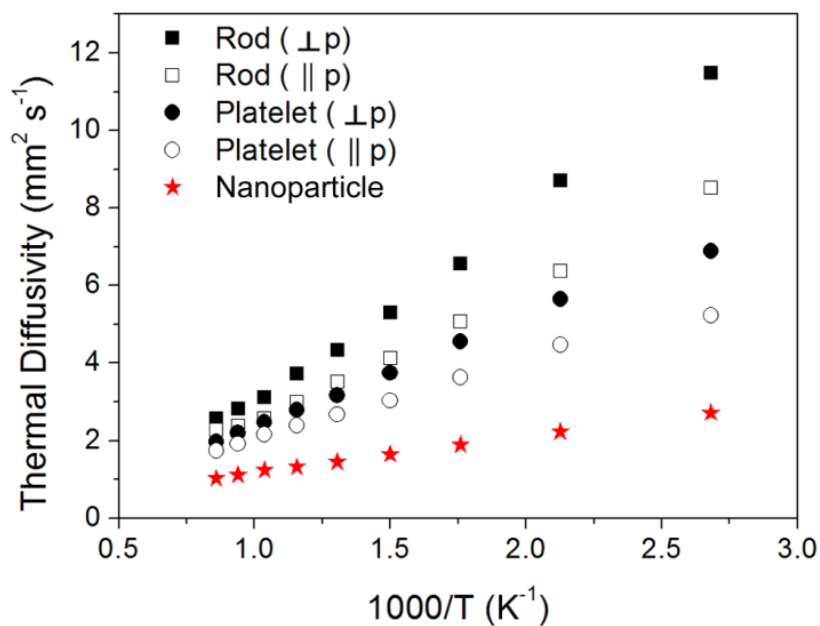 Rod (⊥p)
Rod (∥p)
Platelet (⊥p)
Platelet (∥p)
Nanoparticle
Thermal Diffusivity (mm² s⁻¹)
12
10
8
6
4
2
0
0.5 1.0 1.5 2.0 2.5 3.0
1000/T (K⁻¹)